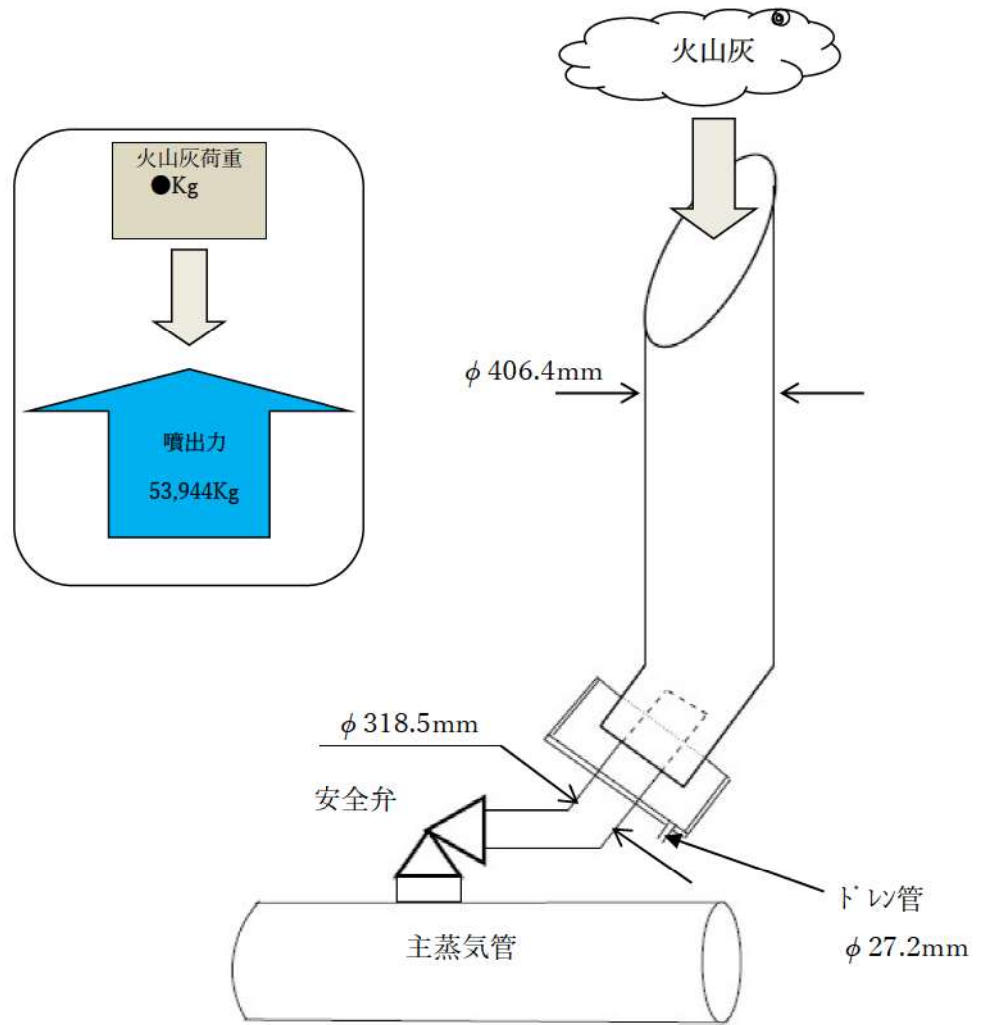 火山灰
火山灰荷重
●Kg
噴出力
53,944Kg
φ406.4mm
φ318.5mm
安全弁
主蒸気管
ﾄﾞﾚﾝ管
φ27.2mm